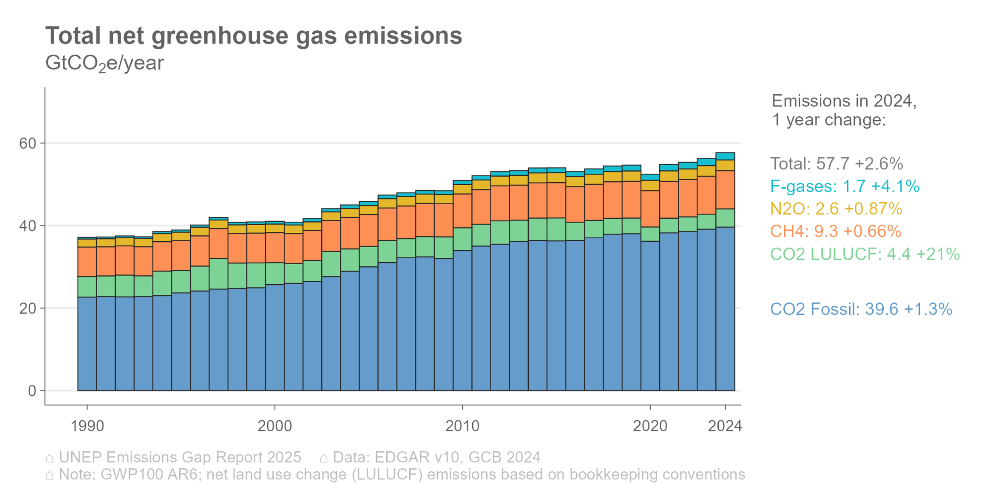 Total net greenhouse gas emissions
GtCO₂e/year
Emissions in 2024,
1 year change:
60
Total: 57.7 +2.6%
F-gases: 1.7 +4.1%
N2O: 2.6 +0.87%
40
CH4: 9.3 +0.66%
CO2 LULUCF: 4.4 +21%
20
CO2 Fossil: 39.6 +1.3%
0
1990 2000 2010 2020 2024
⌂ UNEP Emissions Gap Report 2025 ⌂ Data: EDGAR v10, GCB 2024
⌂ Note: GWP100 AR6; net land use change (LULUCF) emissions based on bookkeeping conventions